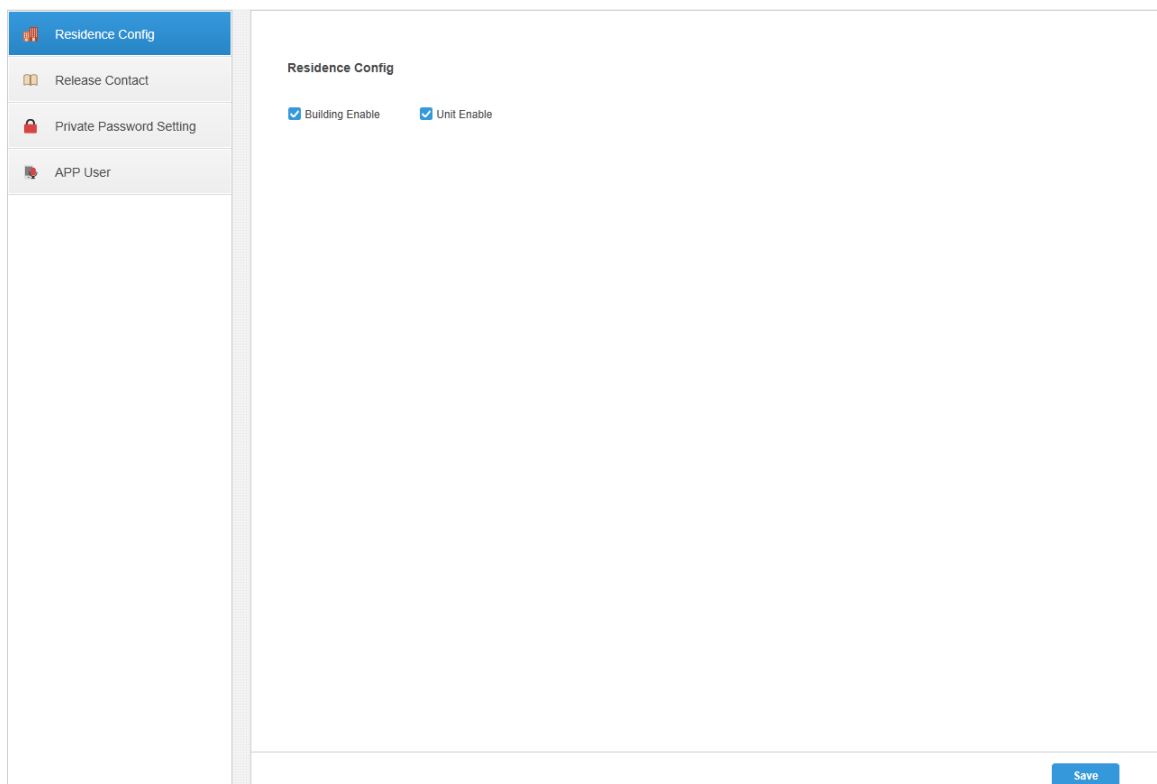 Residence Config
Release Contact
Private Password Setting
APP User
Residence Config
Building Enable Unit Enable
Save